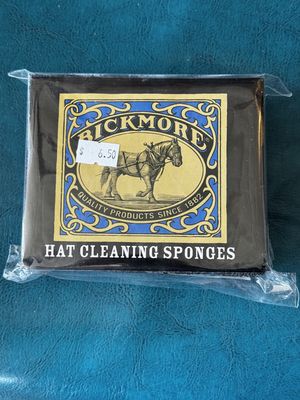 BICKMORE
$ 6.50
QUALITY PRODUCTS SINCE 1882
HAT CLEANING SPONGES